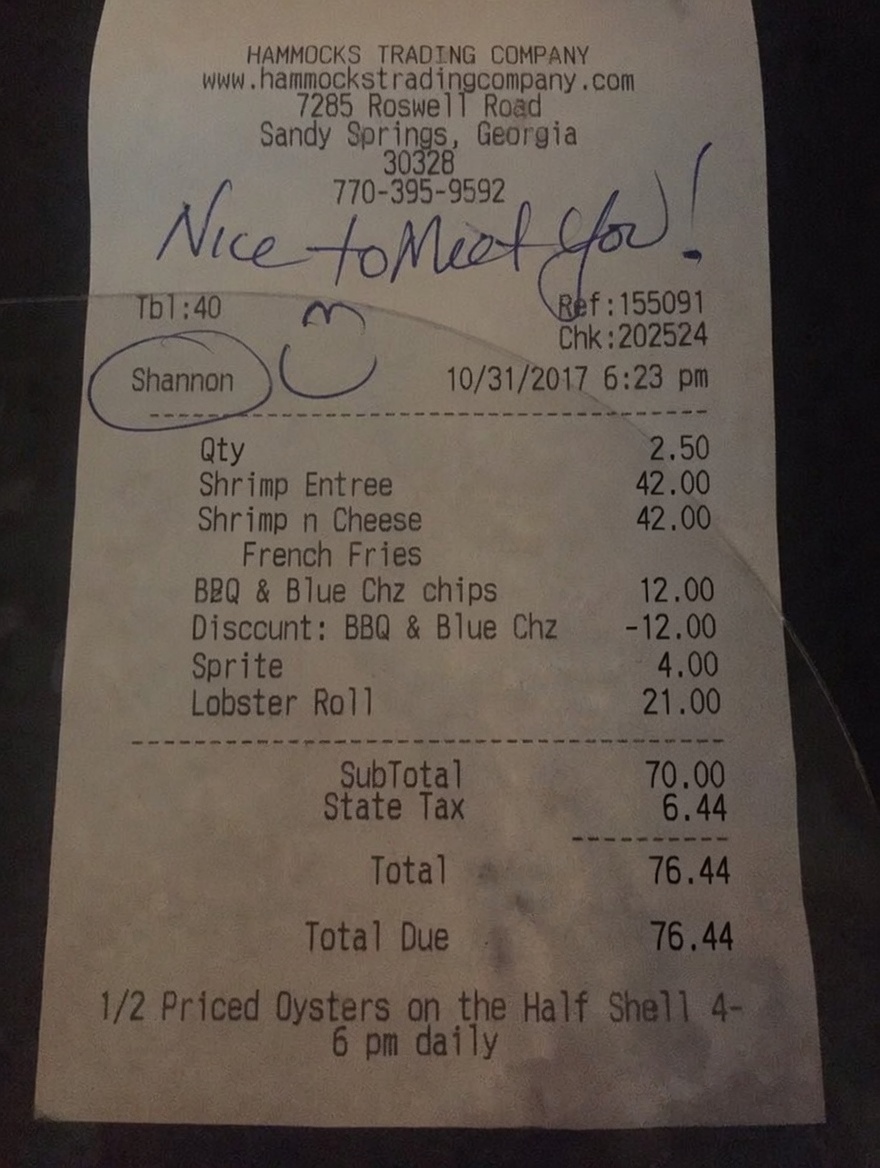 HAMMOCKS TRADING COMPANY
www.hammockstradingcompany.com
7285 Roswell Road
Sandy Springs, Georgia
30328
770-395-9592
Nice to Meet You!
Tbl:40 Ref:155091
Chk:202524
Shannon 10/31/2017 6:23 pm
Qty 2.50
Shrimp Entree 42.00
Shrimp n Cheese 42.00
French Fries
BBQ & Blue Chz chips 12.00
Disccunt: BBQ & Blue Chz -12.00
Sprite 4.00
Lobster Roll 21.00
SubTotal 70.00
State Tax 6.44
Total 76.44
Total Due 76.44
1/2 Priced Oysters on the Half Shell 4-
6 pm daily